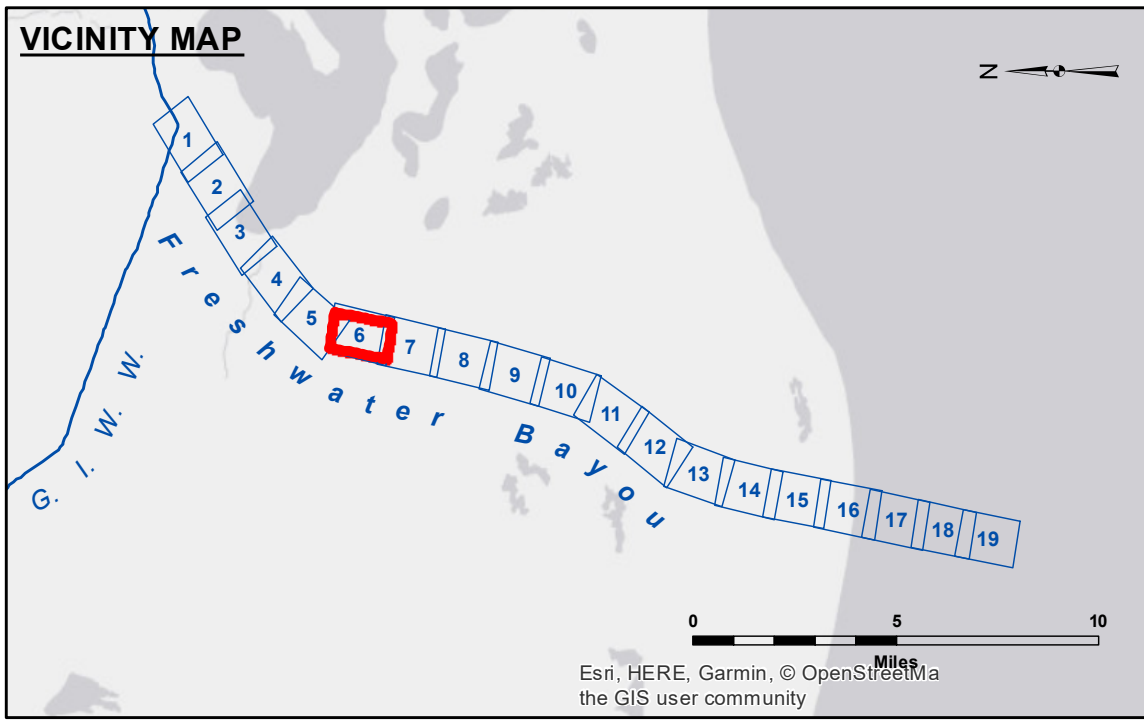 VICINITY MAP
N
1
2
3
4
5
6
7
8
9
10
11
12
13
14
15
16
17
18
19
Freshwater Bayou
G. I. W. W.
0 5 10
Miles
Esri, HERE, Garmin, © OpenStreetMa
the GIS user community